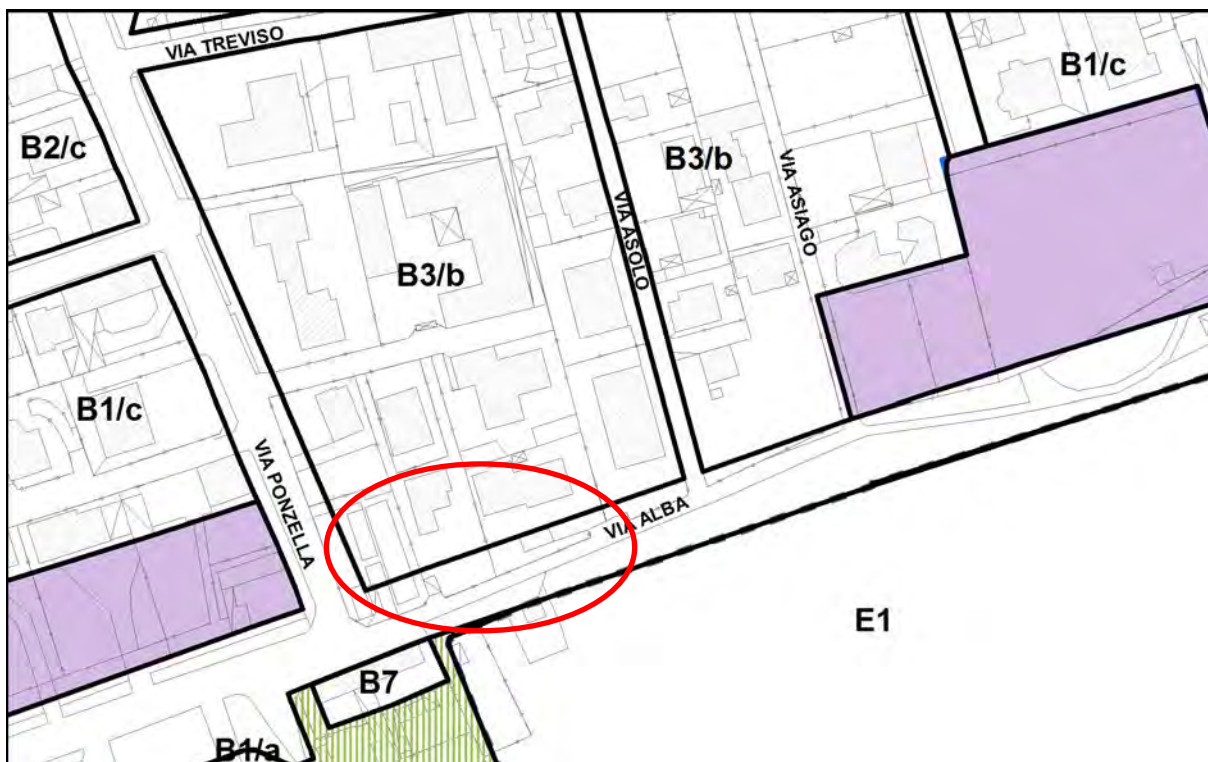 VIA TREVISO
B1/c
B2/c
B3/b
VIA ASIAGO
VIA ASOLO
B3/b
B1/c
VIA PONZELLA
VIA ALBA
E1
B7
B1/a